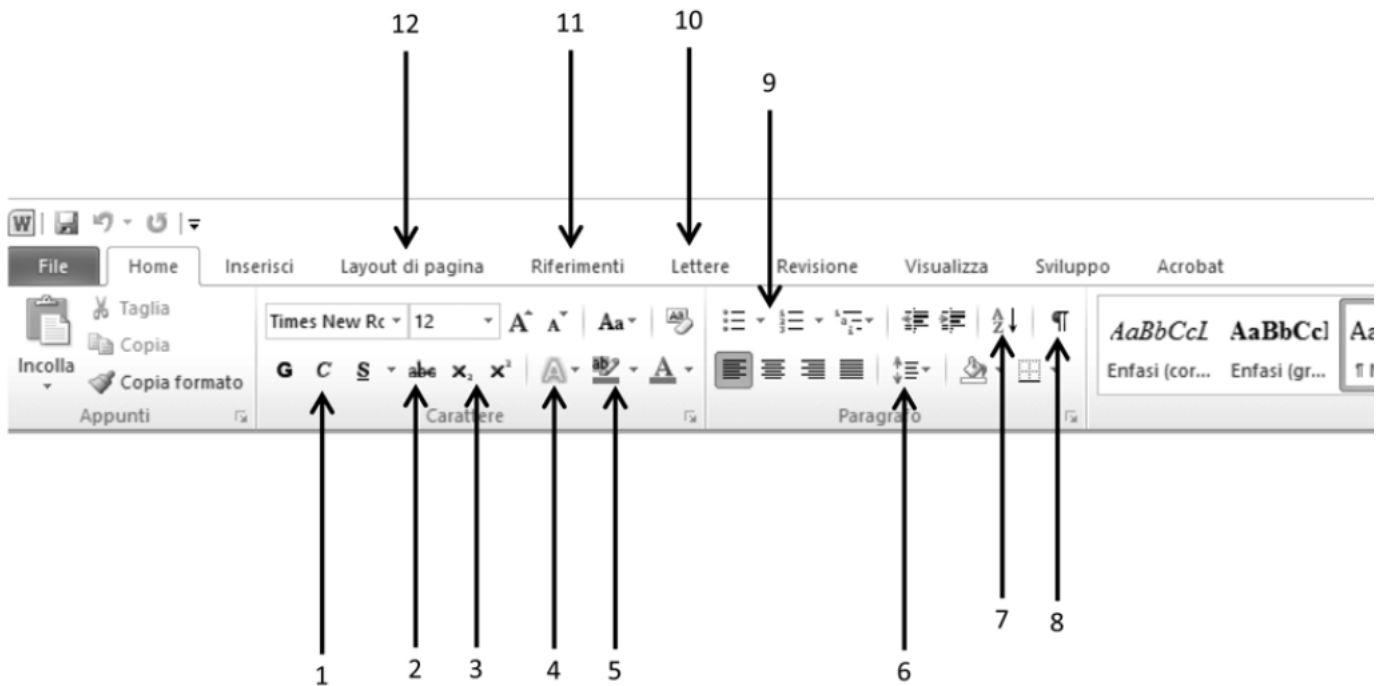 12
11
10
9
W
File Home Inserisci Layout di pagina Riferimenti Lettere Revisione Visualizza Sviluppo Acrobat
Incolla
Taglia
Copia
Copia formato
Appunti
Times New Rc 12 A A Aa
G C S abc x₂ x² A ab A
Carattere
A Z ¶
Paragrafo
AaBbCcI AaBbCcl Aa
Enfasi (cor... Enfasi (gr... ¶
1 2 3 4 5 6 7 8